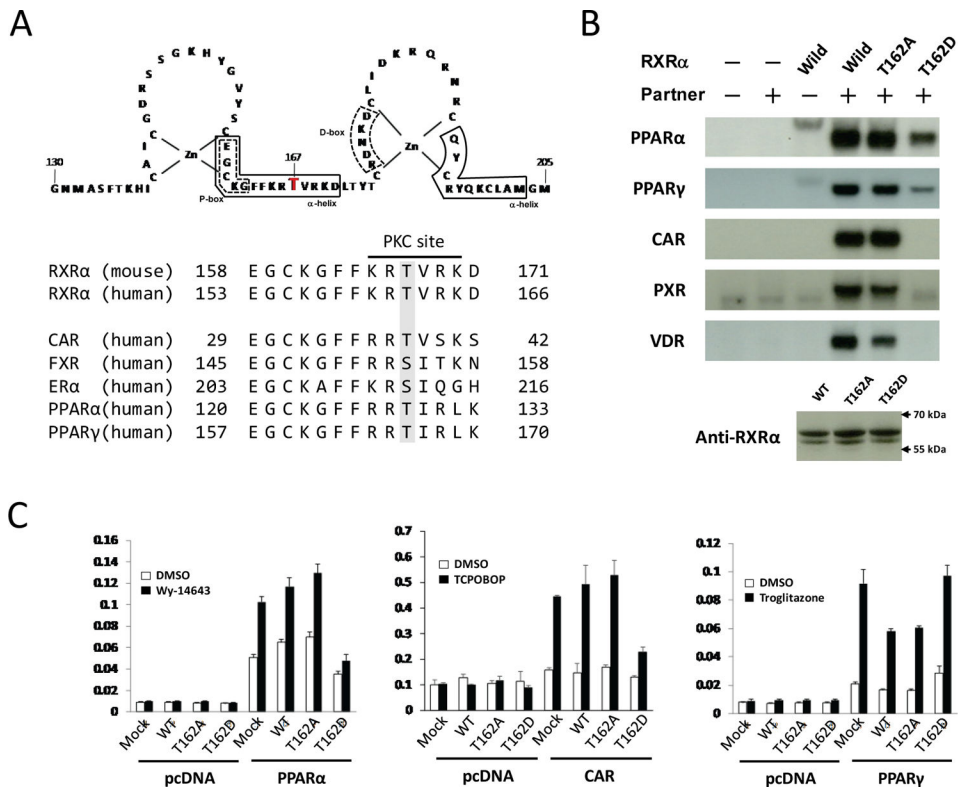 A
130
G N M A S F T K H I C A I C G D R S S G K H Y G V Y S C E G C K G F F K R T V R K D L T Y T C R D N K D C L I D K R Q R N R C Q Y C R Y Q K C L A M G M
167
205
Zn
Zn
P-box
α-helix
D-box
α-helix
PKC site
RXRα (mouse) 158 E G C K G F F K R T V R K D 171
RXRα (human) 153 E G C K G F F K R T V R K D 166
CAR (human) 29 E G C K G F F R R T V S K S 42
FXR (human) 145 E G C K G F F R R S I T K N 158
ERα (human) 203 E G C K A F F K R S I Q G H 216
PPARα(human) 120 E G C K G F F R R T I R L K 133
PPARγ(human) 157 E G C K G F F R R T I R L K 170
B
RXRα – – Wild Wild T162A T162D
Partner – + – + + +
PPARα
PPARγ
CAR
PXR
VDR
WT T162A T162D
Anti-RXRα
70 kDa
55 kDa
C
0.16
0.14
0.12
0.1
0.08
0.06
0.04
0.02
0
DMSO
Wy-14643
Mock WT T162A T162D Mock WT T162A T162D
pcDNA PPARα
0.7
0.6
0.5
0.4
0.3
0.2
0.1
0
DMSO
TCPOBOP
Mock WT T162A T162D Mock WT T162A T162D
pcDNA CAR
0.12
0.1
0.08
0.06
0.04
0.02
0
DMSO
Troglitazone
Mock WT T162A T162D Mock WT T162A T162D
pcDNA PPARγ